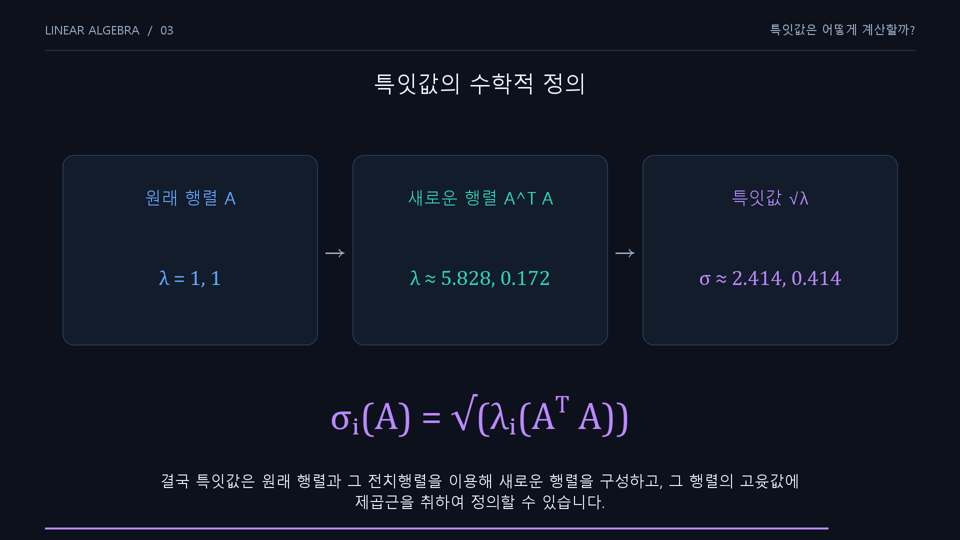 LINEAR ALGEBRA / 03
특잇값은 어떻게 계산할까?
특잇값의 수학적 정의
원래 행렬 A
λ = 1, 1
→
새로운 행렬 A^T A
λ ≈ 5.828, 0.172
→
특잇값 √λ
σ ≈ 2.414, 0.414
σᵢ(A) = √(λᵢ(Aᵀ A))
결국 특잇값은 원래 행렬과 그 전치행렬을 이용해 새로운 행렬을 구성하고, 그 행렬의 고윳값에
제곱근을 취하여 정의할 수 있습니다.